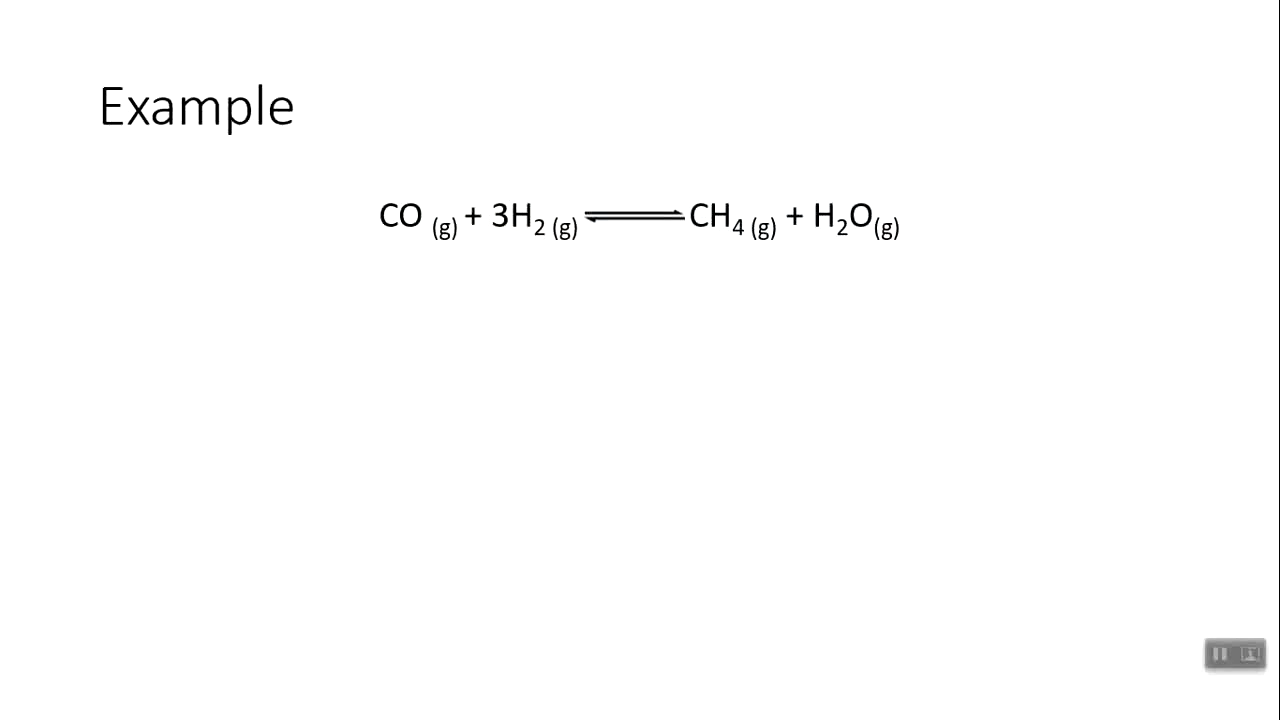 Example
CO (g) + 3H₂ (g) ⇌ CH₄ (g) + H₂O(g)